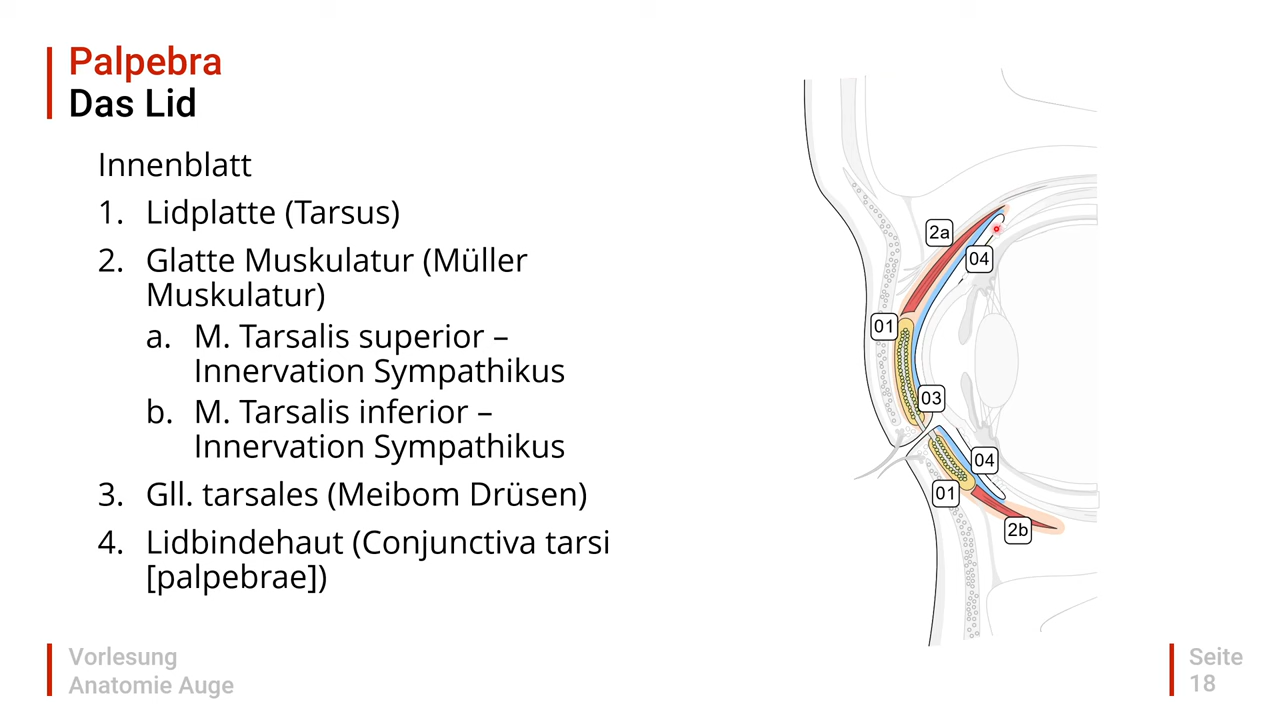 Palpebra
Das Lid
Innenblatt
1. Lidplatte (Tarsus)
2. Glatte Muskulatur (Müller
Muskulatur)
a. M. Tarsalis superior –
Innervation Sympathikus
b. M. Tarsalis inferior –
Innervation Sympathikus
3. Gll. tarsales (Meibom Drüsen)
4. Lidbindehaut (Conjunctiva tarsi
[palpebrae])
2a
04
01
03
04
01
2b
Vorlesung
Anatomie Auge
Seite
18